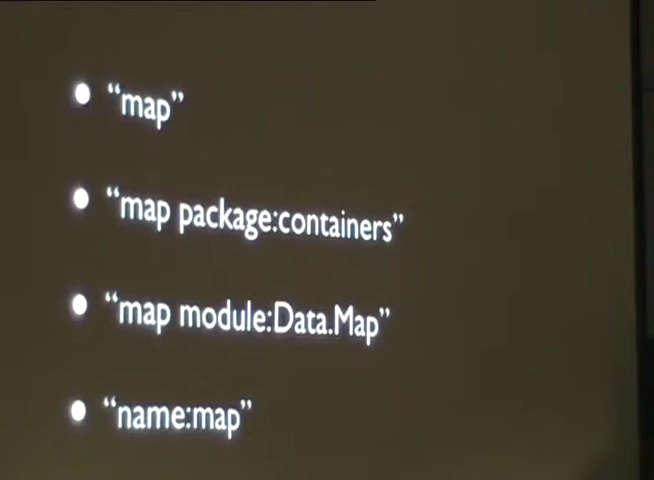 • “map”
• “map package:containers”
• “map module:Data.Map”
• “name:map”